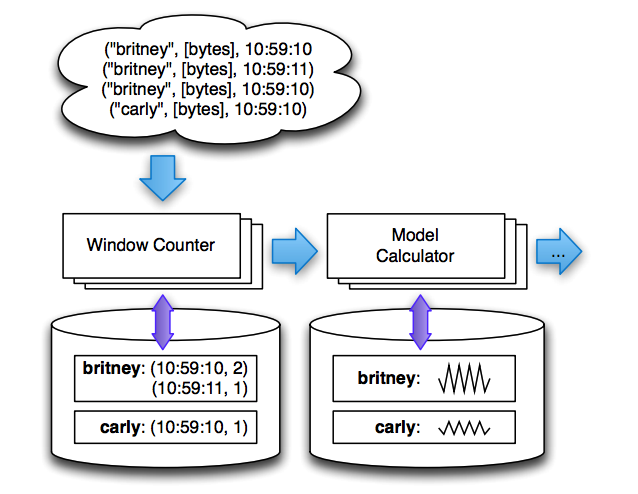 ("britney", [bytes], 10:59:10
("britney", [bytes], 10:59:11)
("britney", [bytes], 10:59:10)
("carly", [bytes], 10:59:10)
Window Counter
Model
Calculator
...
britney: (10:59:10, 2)
(10:59:11, 1)
carly: (10:59:10, 1)
britney:
carly: